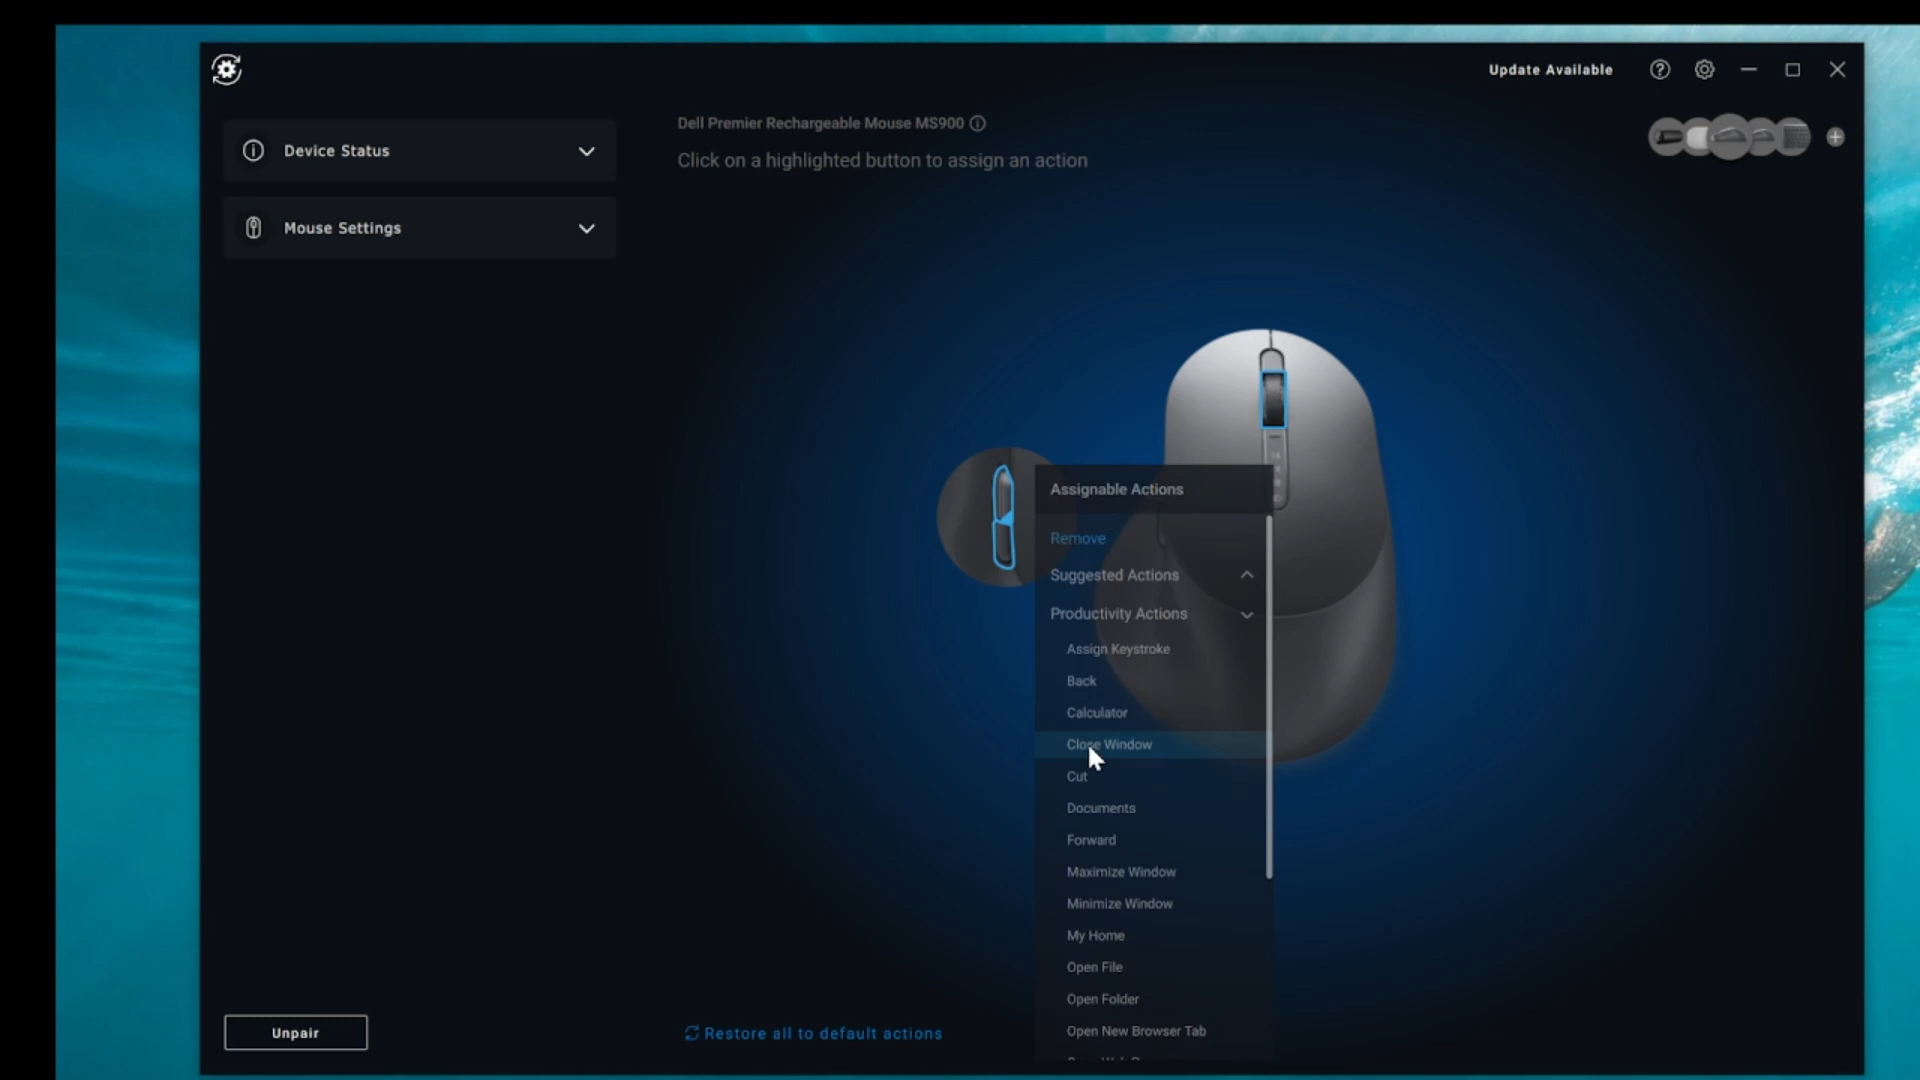 Update Available
Device Status
Mouse Settings
Dell Premier Rechargeable Mouse MS900
Click on a highlighted button to assign an action
Assignable Actions
Remove
Suggested Actions
Productivity Actions
Assign Keystroke
Back
Calculator
Close Window
Cut
Documents
Forward
Maximize Window
Minimize Window
My Home
Open File
Open Folder
Open New Browser Tab
Unpair
Restore all to default actions